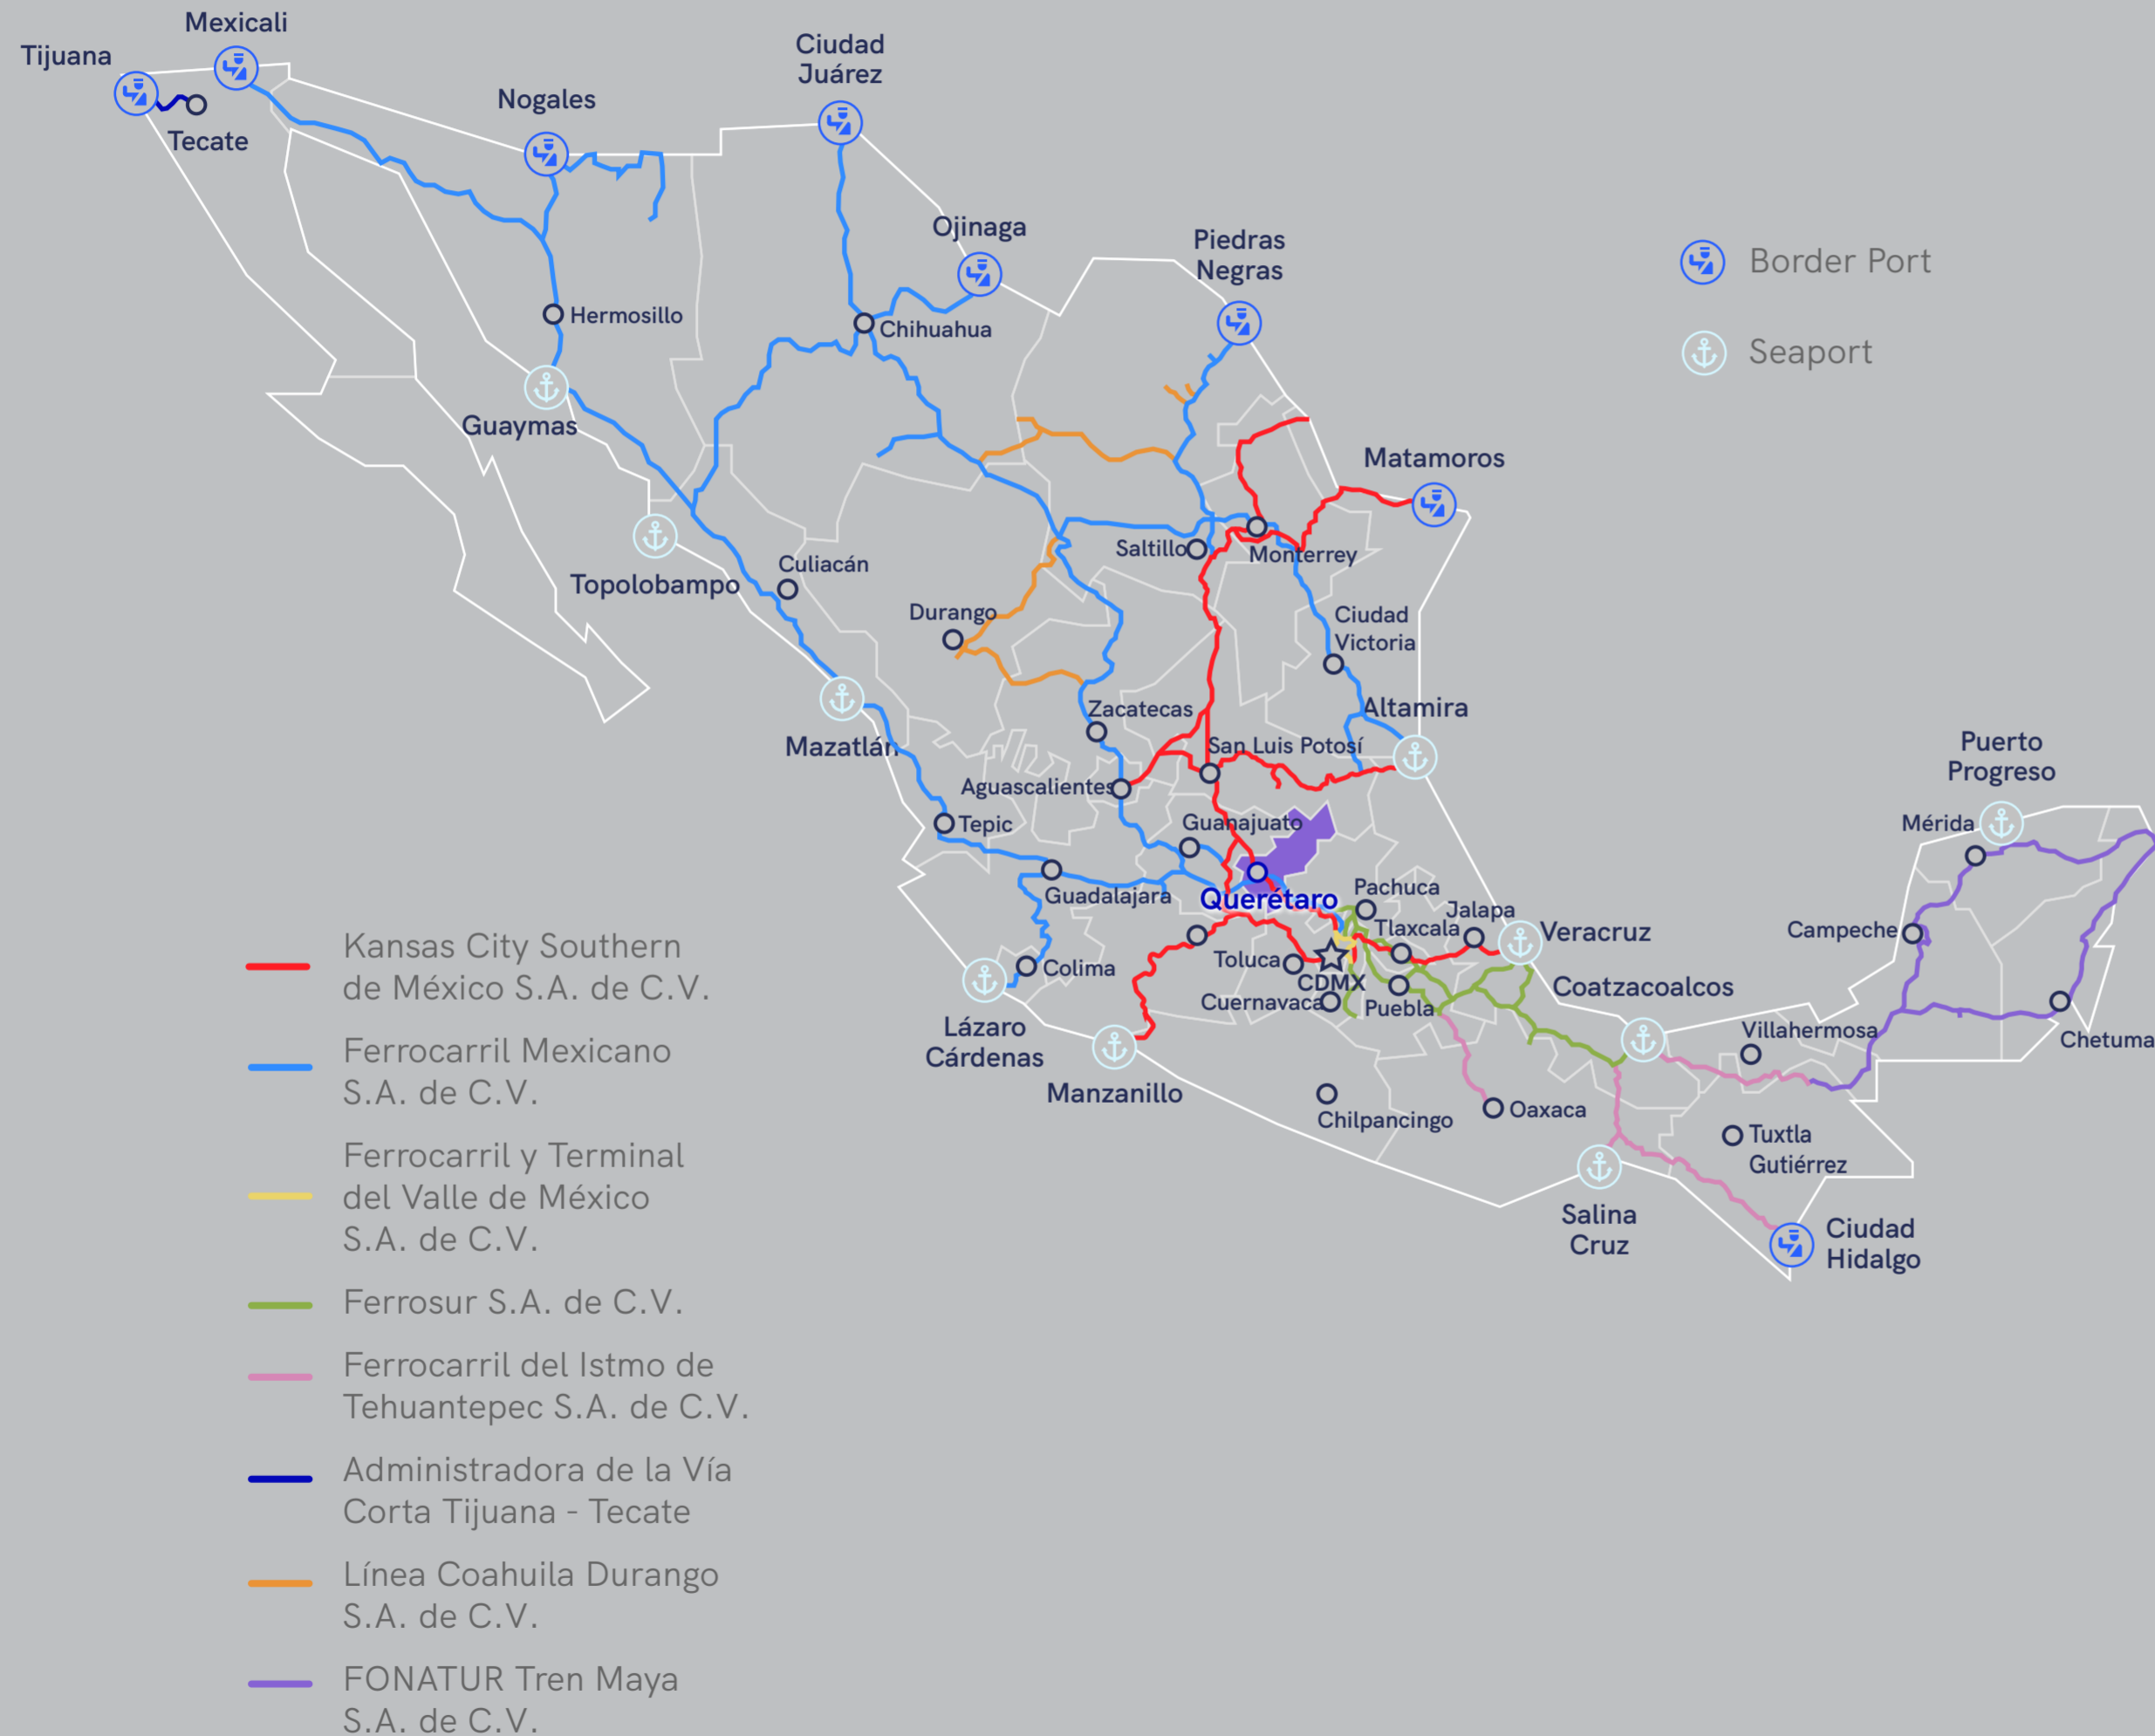 Mexicali
Tijuana
Tecate
Nogales
Ciudad
Juárez
Ojinaga
Piedras
Negras
Border Port
Seaport
Hermosillo
Chihuahua
Guaymas
Matamoros
Topolobampo
Culiacán
Saltillo
Monterrey
Durango
Ciudad
Victoria
Mazatlán
Zacatecas
Altamira
San Luis Potosí
Aguascalientes
Tepic
Guanajuato
Puerto
Progreso
Mérida
Guadalajara
Querétaro
Pachuca
Tlaxcala
Jalapa
Veracruz
Campeche
Colima
Toluca
CDMX
Cuernavaca
Puebla
Coatzacoalcos
Lázaro
Cárdenas
Villahermosa
Chetuma
Manzanillo
Chilpancingo
Oaxaca
Tuxtla
Gutiérrez
Salina
Cruz
Ciudad
Hidalgo
Kansas City Southern
de México S.A. de C.V.
Ferrocarril Mexicano
S.A. de C.V.
Ferrocarril y Terminal
del Valle de México
S.A. de C.V.
Ferrosur S.A. de C.V.
Ferrocarril del Istmo de
Tehuantepec S.A. de C.V.
Administradora de la Vía
Corta Tijuana - Tecate
Línea Coahuila Durango
S.A. de C.V.
FONATUR Tren Maya
S.A. de C.V.